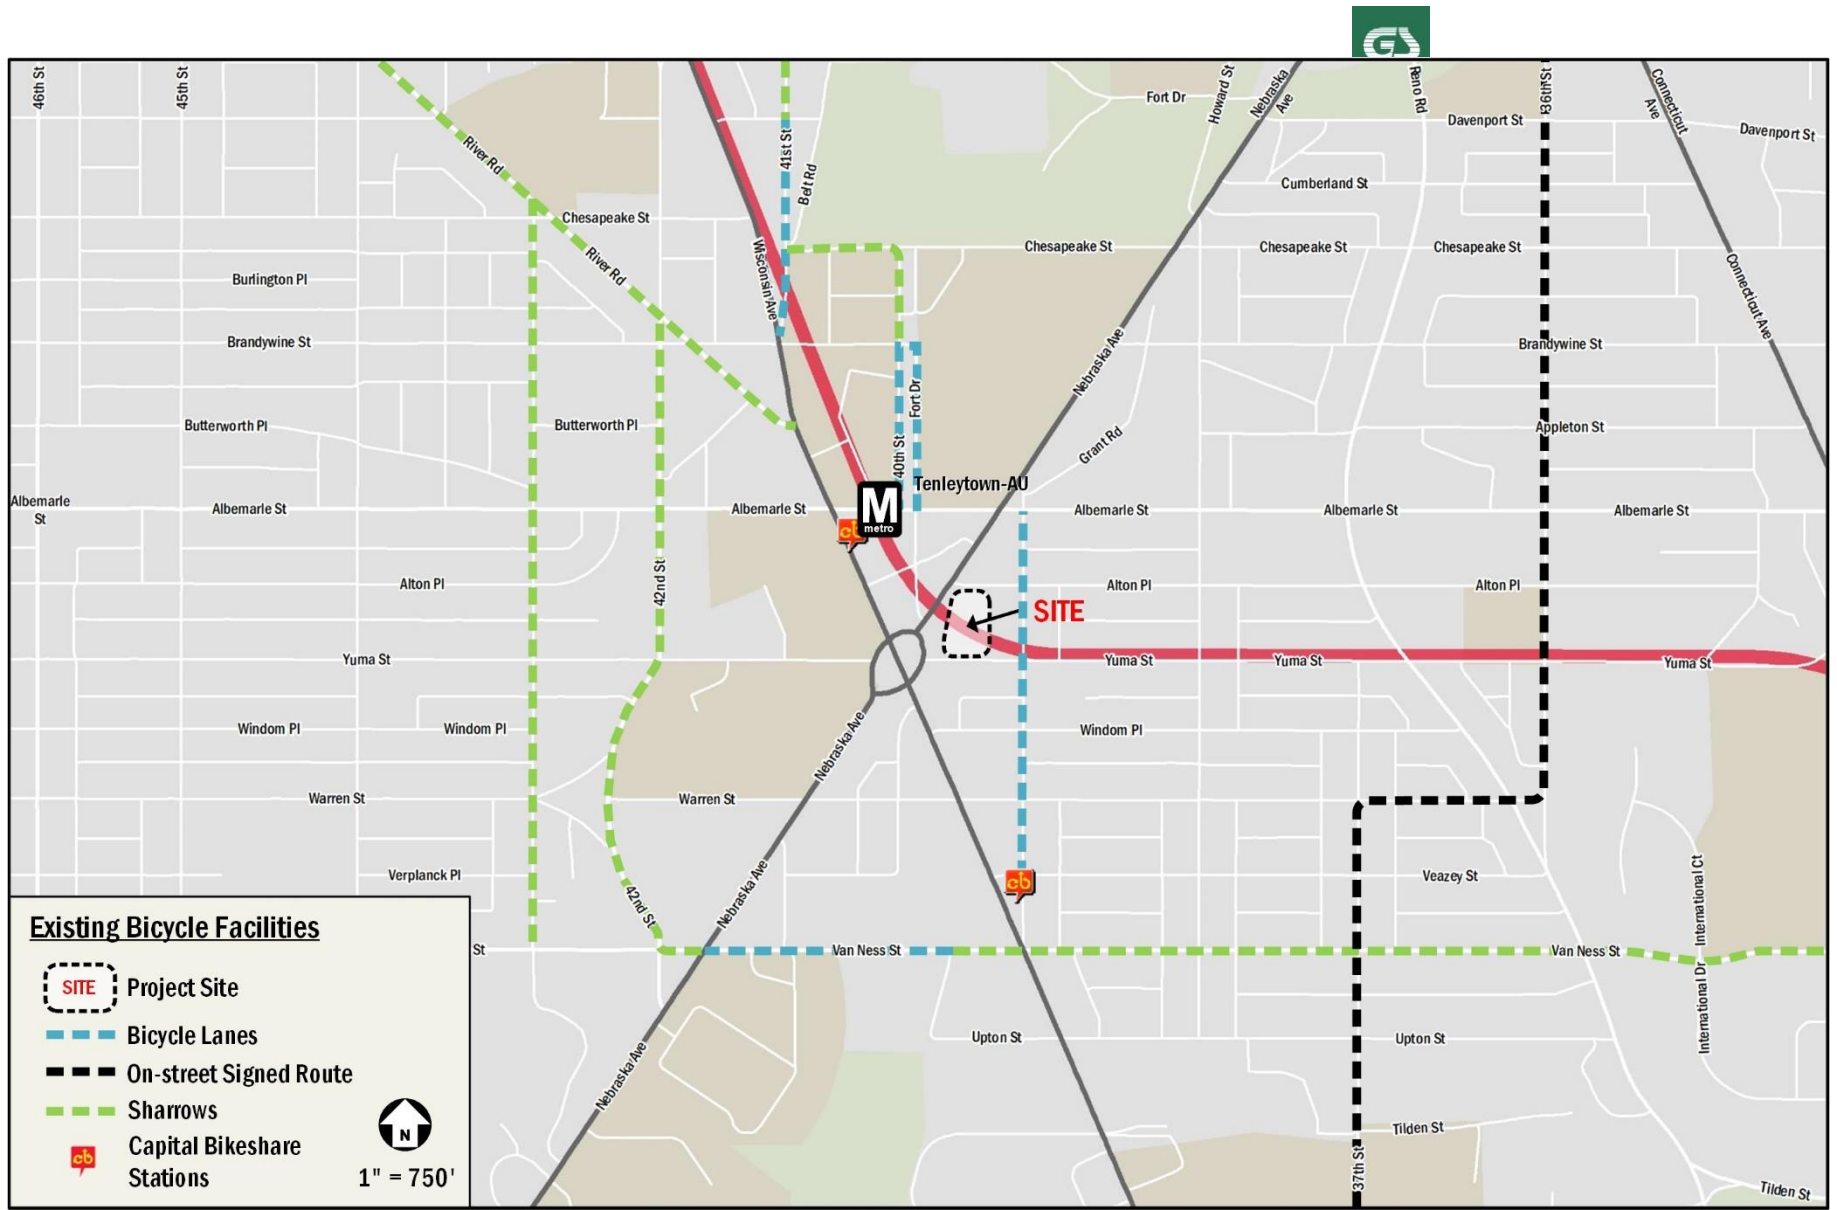 GS
46th St
45th St
River Rd
41st St
Belt Rd
Fort Dr
Howard St
Nebraska
Ave
Reno Rd
Davenport St
36th St
Connecticut
Ave
Davenport St
Cumberland St
Chesapeake St
River Rd
Wisconsin Ave
Chesapeake St
Chesapeake St
Chesapeake St
Connecticut Ave
Burlington Pl
Brandywine St
Nebraska Ave
Brandywine St
Fort Dr
Butterworth Pl
Butterworth Pl
40th St
Grant Rd
Appleton St
Tenleytown-AU
Albemarle
St
Albemarle St
Albemarle St
M
metro
cb
Albemarle St
Albemarle St
Albemarle St
Alton Pl
42nd St
Alton Pl
Alton Pl
SITE
Yuma St
Yuma St
Yuma St
Yuma St
Windom Pl
Windom Pl
Nebraska Ave
Windom Pl
Warren St
Warren St
Verplanck Pl
42nd St
Nebraska Ave
cb
Veazey St
International Ct
St
Van Ness St
Van Ness St
International Dr
Upton St
Upton St
Nebraska Ave
Tilden St
37th St
Tilden St
Existing Bicycle Facilities
SITE
Project Site
Bicycle Lanes
On-street Signed Route
Sharrows
cb
Capital Bikeshare
Stations
N
1" = 750'